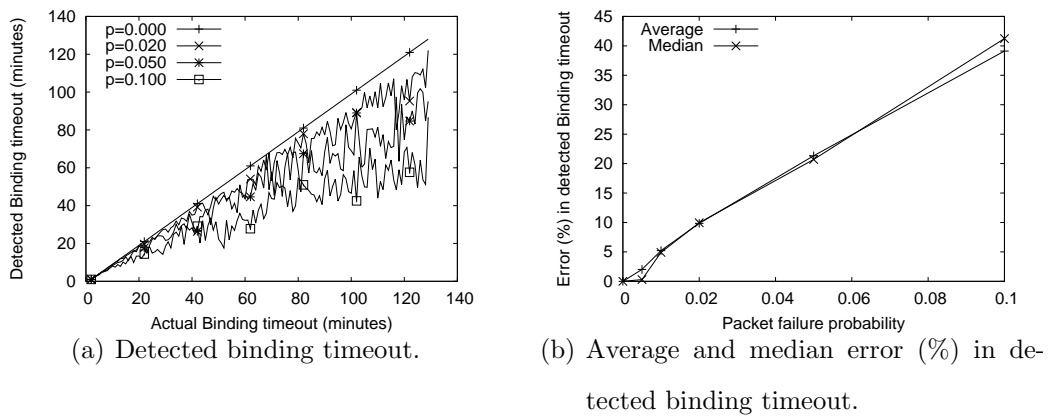 Detected Binding timeout (minutes)
140
120
100
80
60
40
20
0
p=0.000
p=0.020
p=0.050
p=0.100
0 20 40 60 80 100 120 140
Actual Binding timeout (minutes)
(a) Detected binding timeout.
Error (%) in detected Binding timeout
45
40
35
30
25
20
15
10
5
0
Average
Median
0 0.02 0.04 0.06 0.08 0.1
Packet failure probability
(b) Average and median error (%) in de-
tected binding timeout.